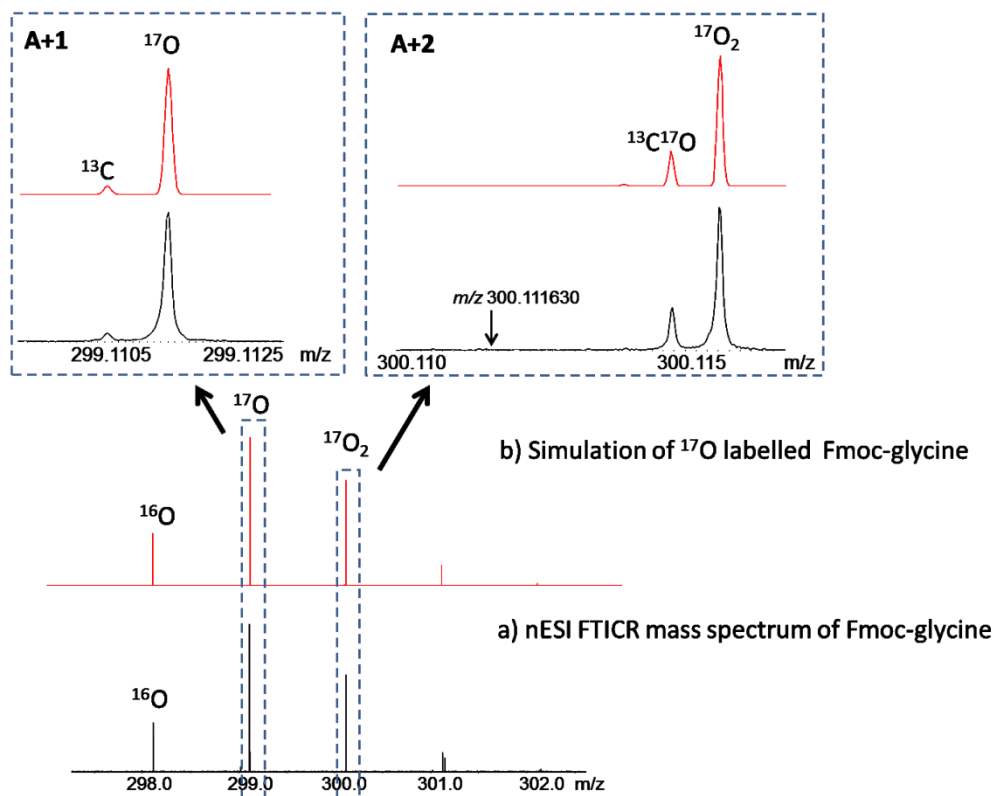 A+1
¹⁷O
¹³C
299.1105 299.1125 m/z
A+2
¹⁷O₂
¹³C¹⁷O
m/z 300.111630
300.110 300.115 m/z
¹⁷O
¹⁷O₂
¹⁶O
b) Simulation of ¹⁷O labelled Fmoc-glycine
a) nESI FTICR mass spectrum of Fmoc-glycine
¹⁶O
298.0 299.0 300.0 301.0 302.0 m/z